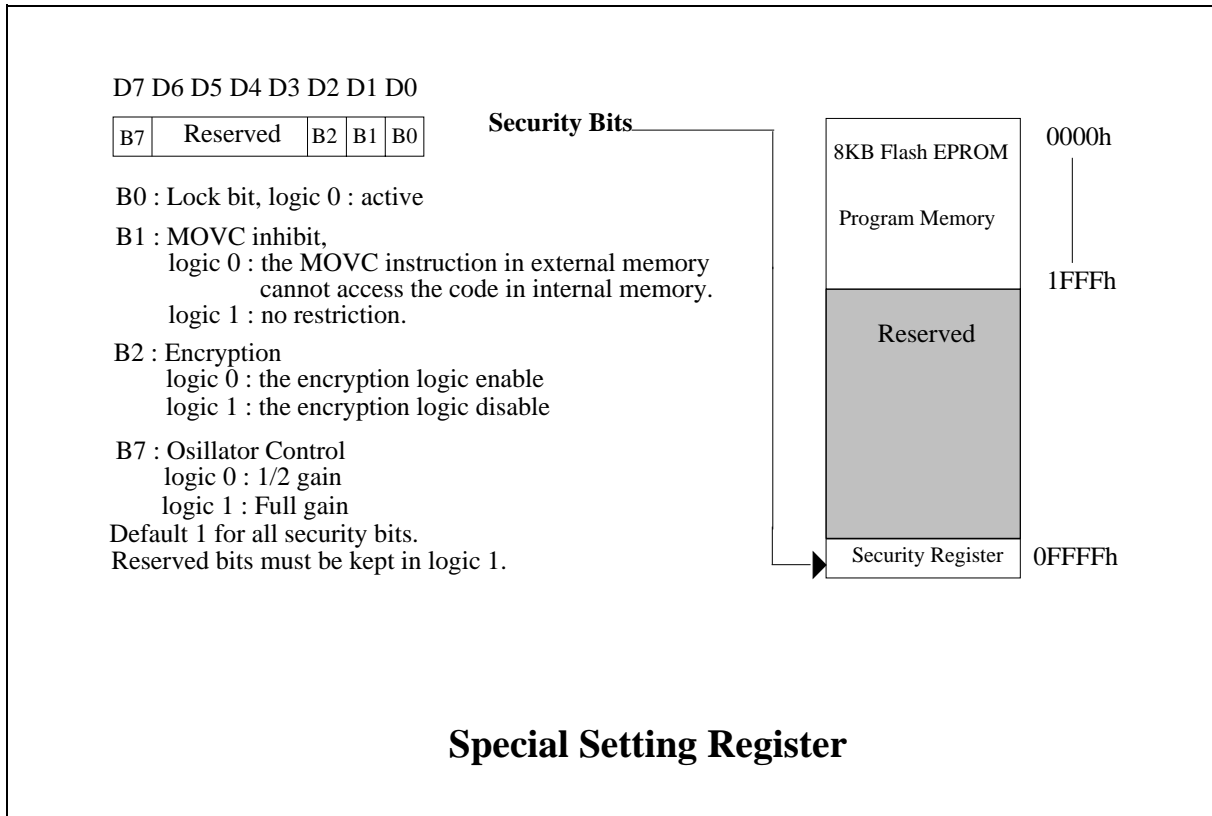 D7 D6 D5 D4 D3 D2 D1 D0
B7 Reserved B2 B1 B0
B0 : Lock bit, logic 0 : active
B1 : MOVC inhibit,
logic 0 : the MOVC instruction in external memory
cannot access the code in internal memory.
logic 1 : no restriction.
B2 : Encryption
logic 0 : the encryption logic enable
logic 1 : the encryption logic disable
B7 : Osillator Control
logic 0 : 1/2 gain
logic 1 : Full gain
Default 1 for all security bits.
Reserved bits must be kept in logic 1.
Security Bits
8KB Flash EPROM
0000h
Program Memory
1FFFh
Reserved
Security Register
0FFFFh
Special Setting Register